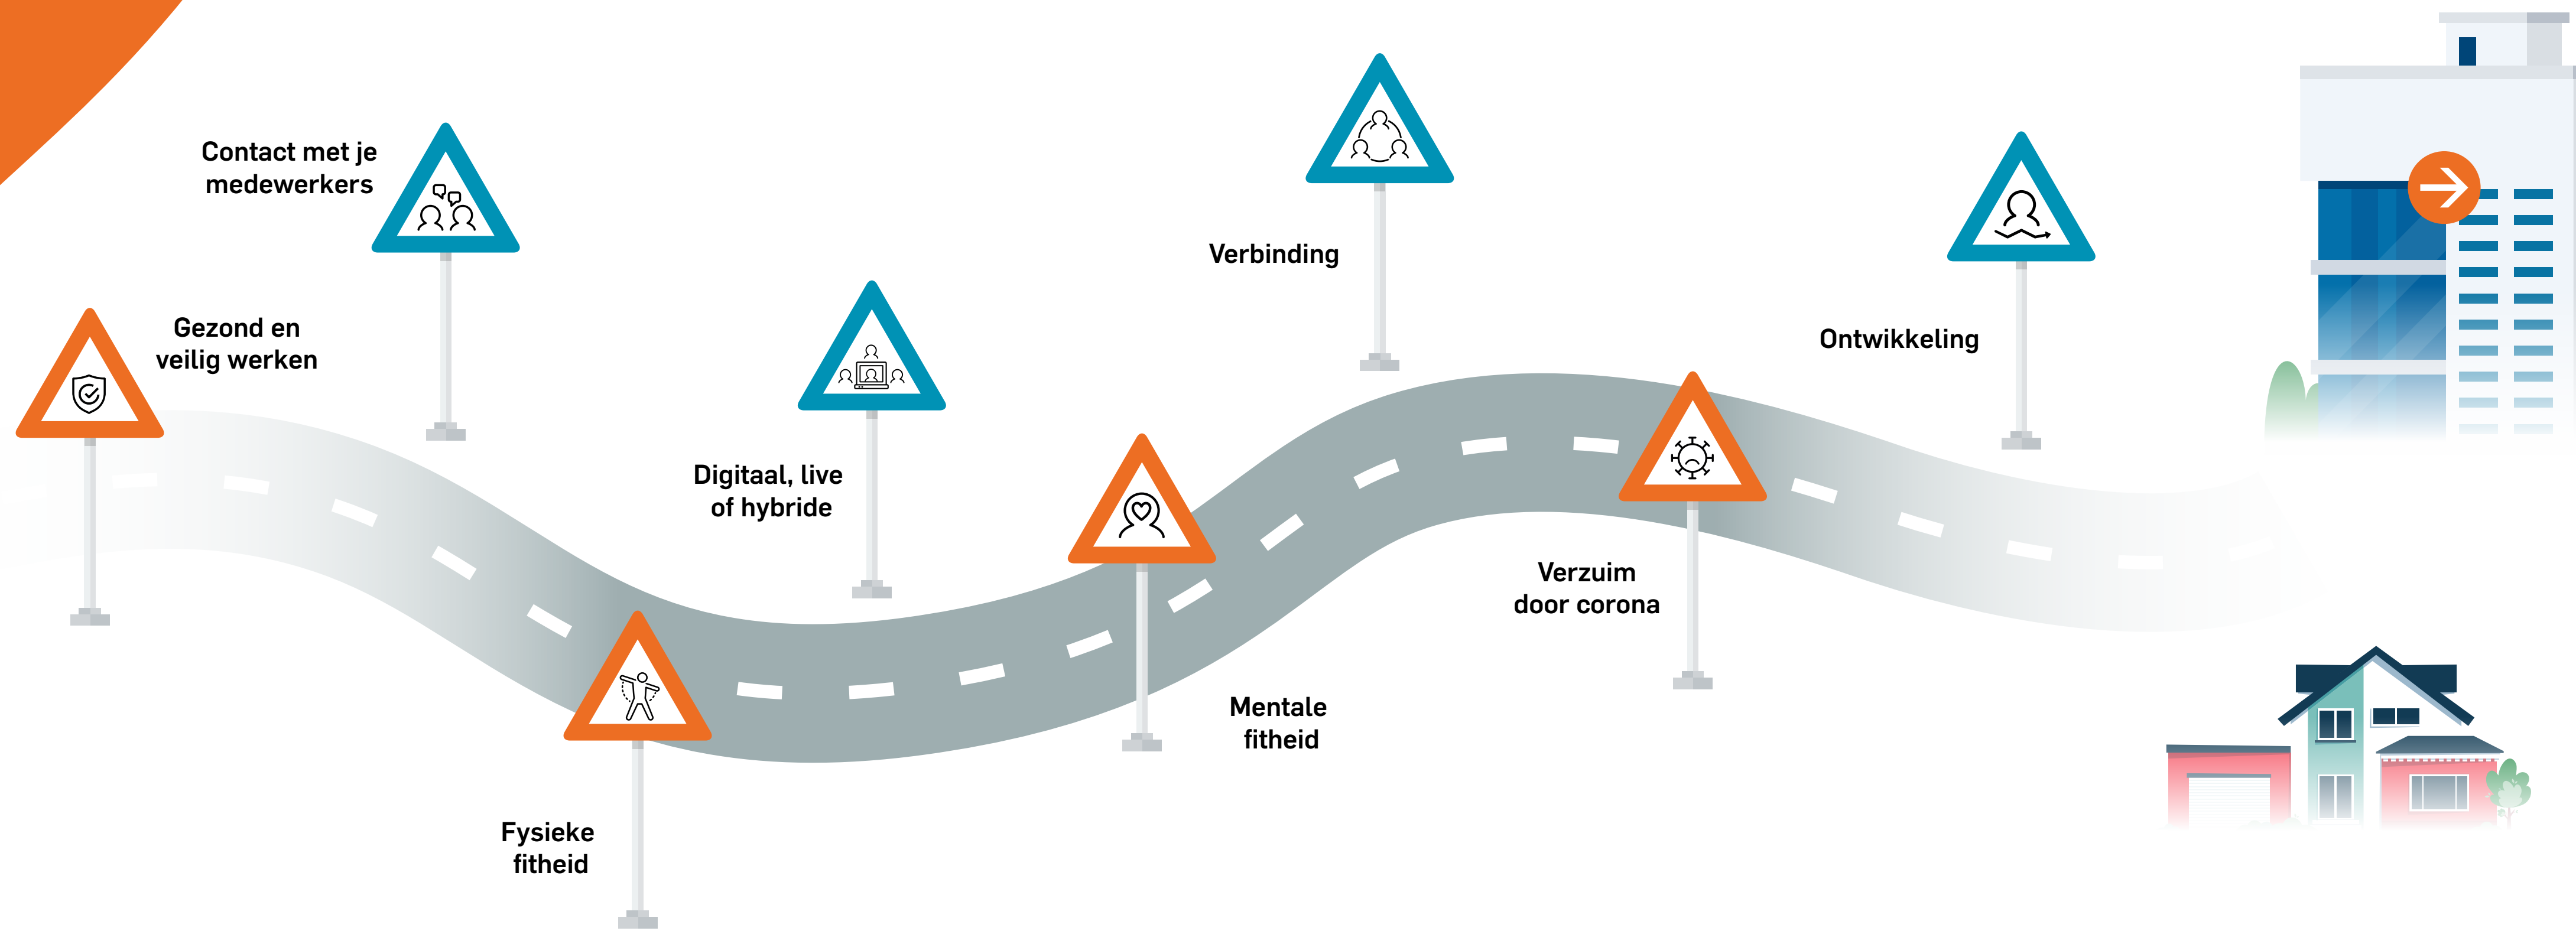 Contact met je
medewerkers
Gezond en
veilig werken
Digitaal, live
of hybride
Verbinding
Ontwikkeling
Verzuim
door corona
Mentale
fitheid
Fysieke
fitheid